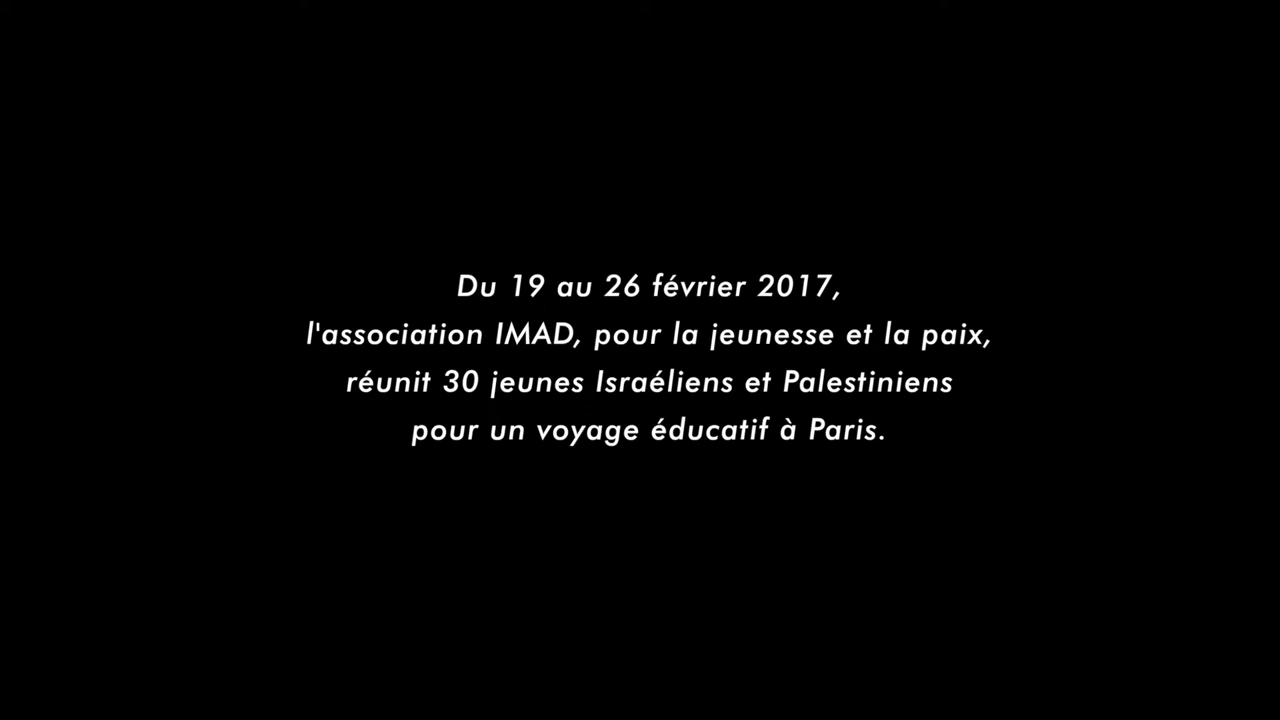 Du 19 au 26 février 2017,
l'association IMAD, pour la jeunesse et la paix,
réunit 30 jeunes Israéliens et Palestiniens
pour un voyage éducatif à Paris.